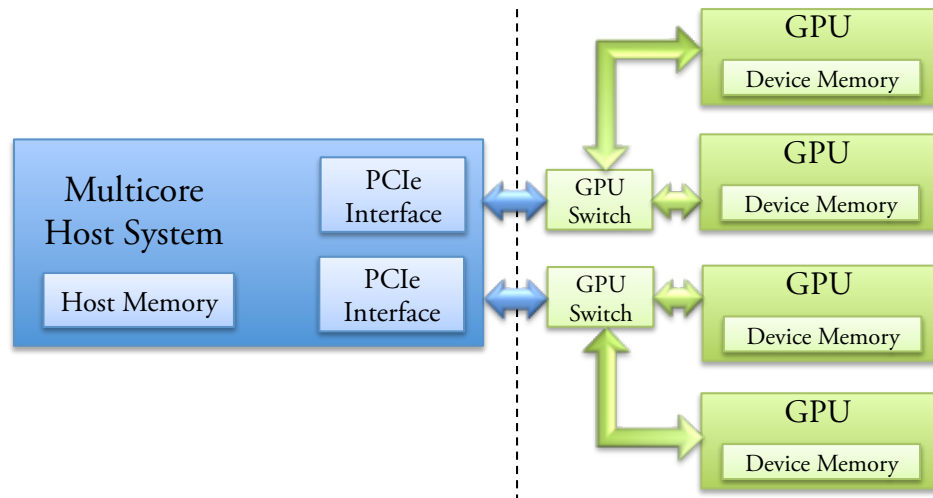 Multicore
Host System
Host Memory
PCIe
Interface
PCIe
Interface
GPU
Switch
GPU
Switch
GPU
Device Memory
GPU
Device Memory
GPU
Device Memory
GPU
Device Memory